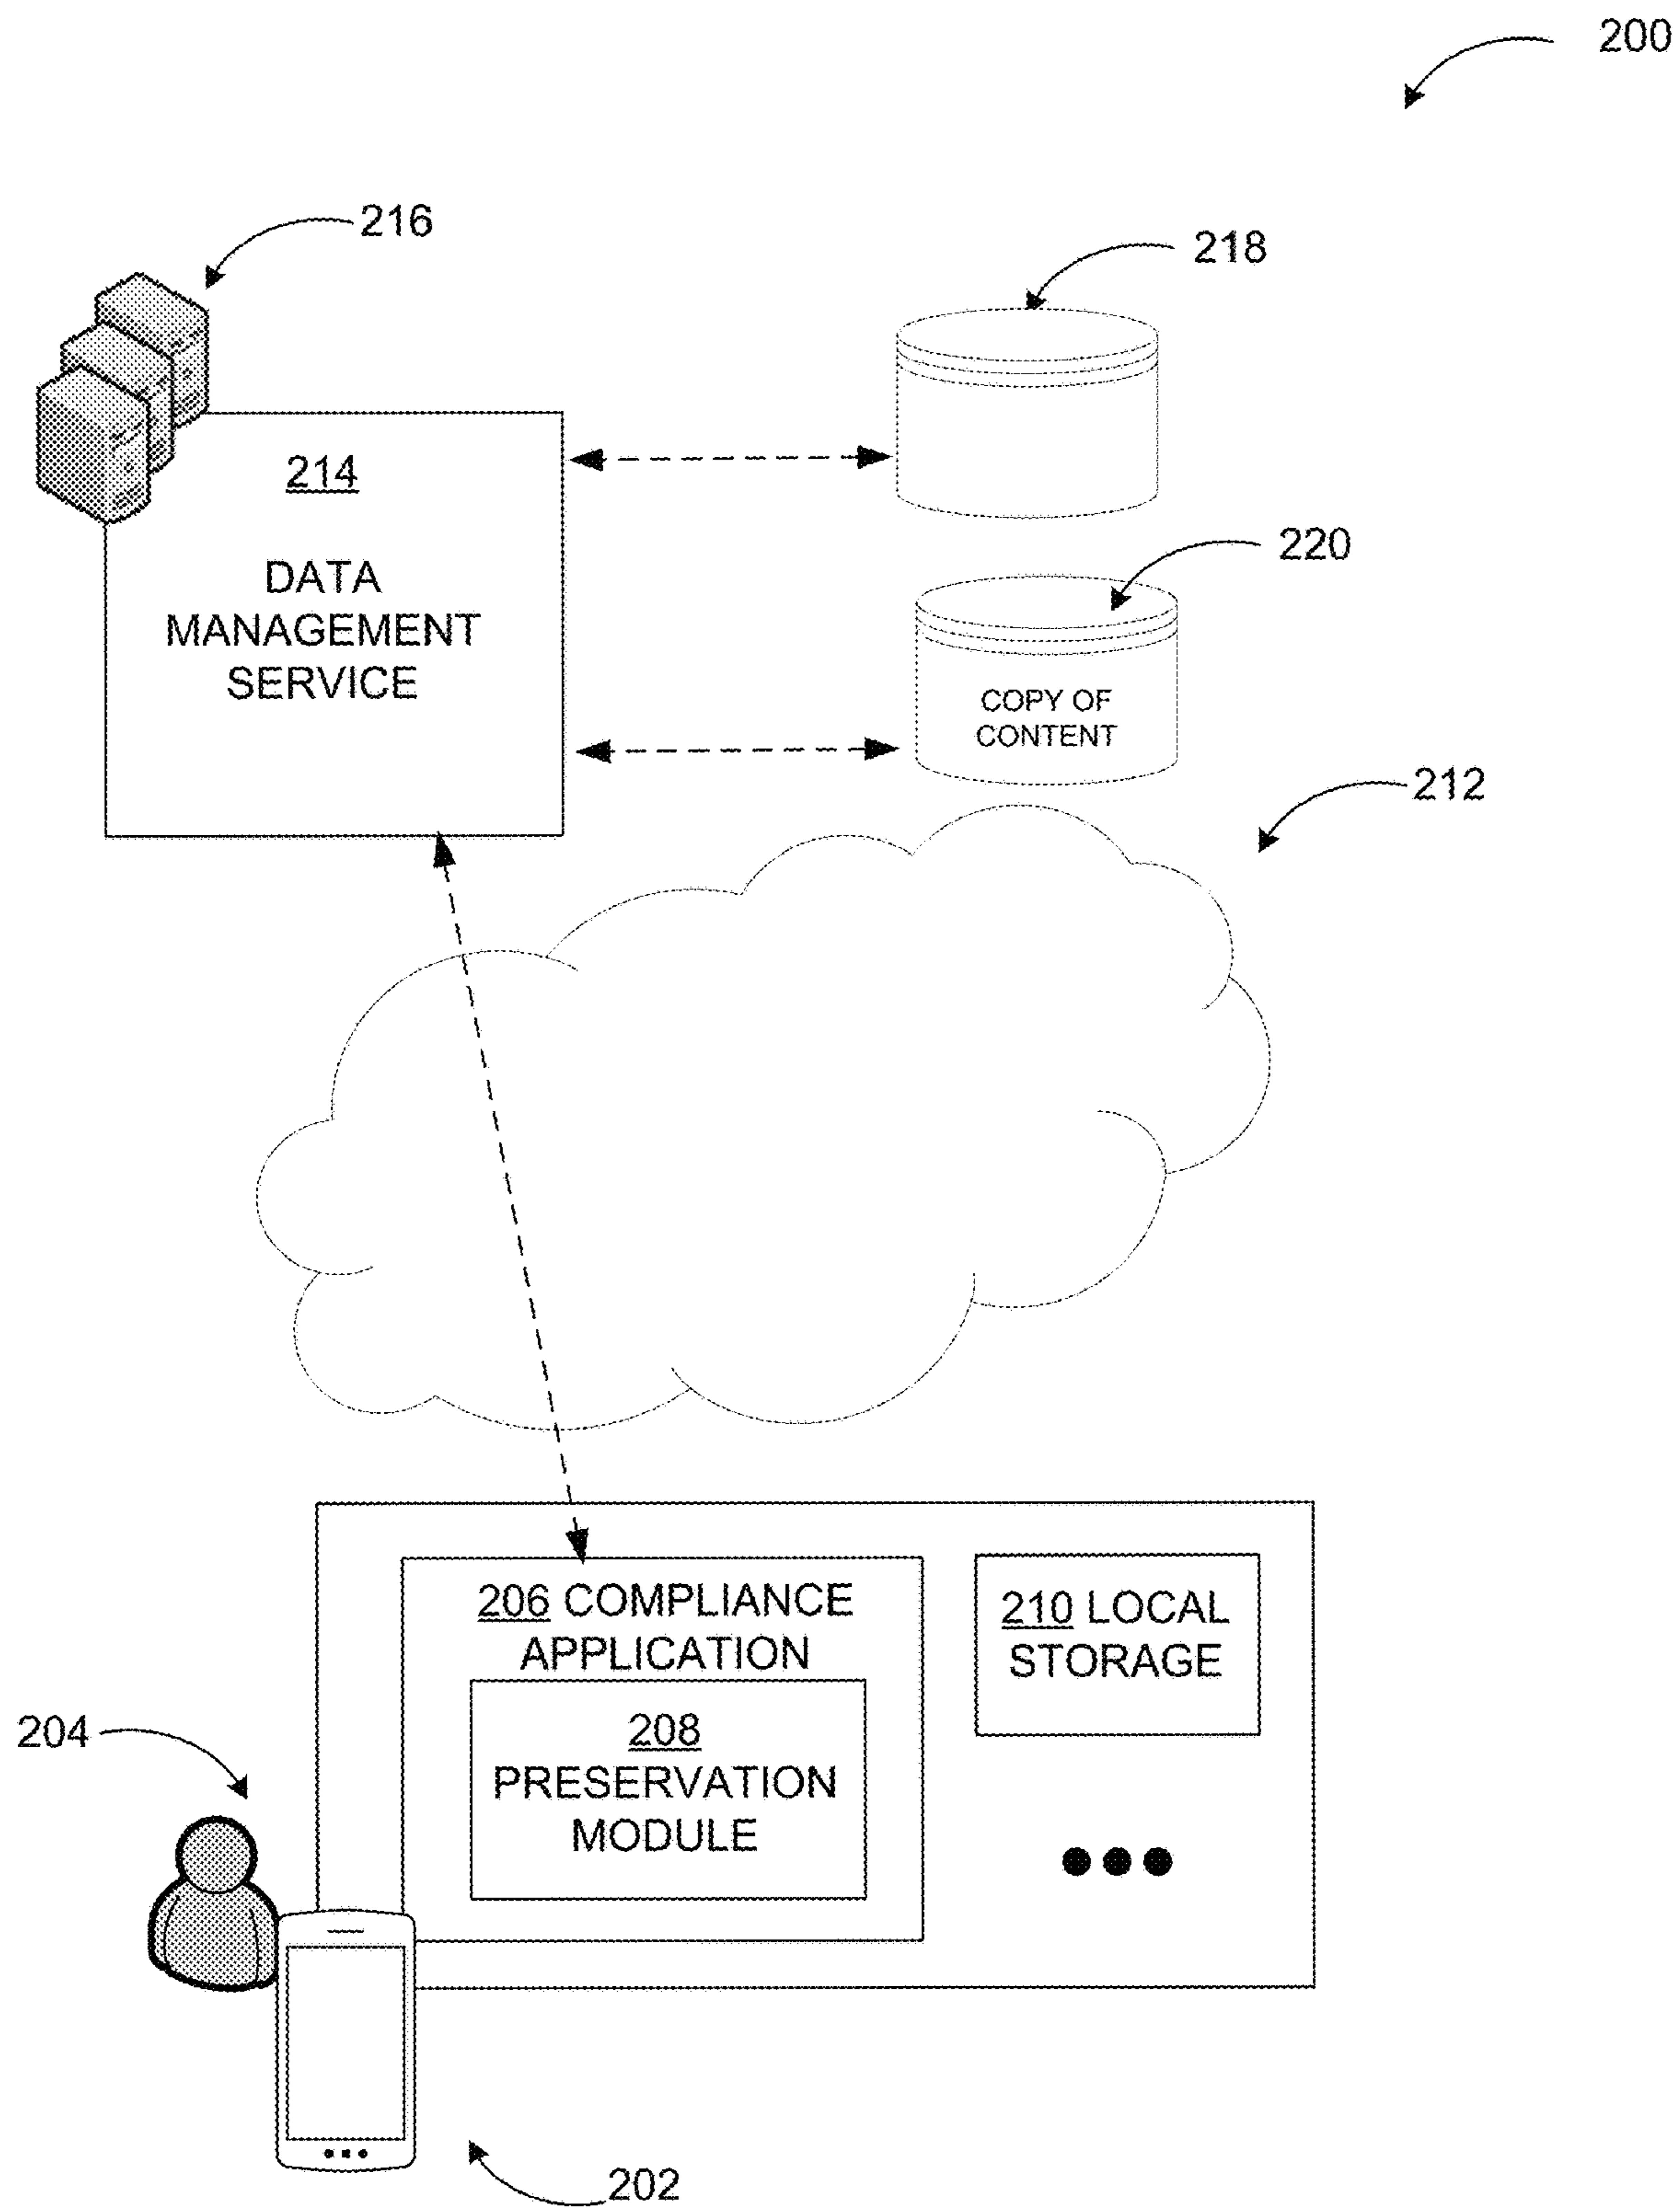 200
216
218
214
DATA
MANAGEMENT
SERVICE
220
COPY OF
CONTENT
212
206 COMPLIANCE
APPLICATION
210 LOCAL
STORAGE
208
PRESERVATION
MODULE
204
202